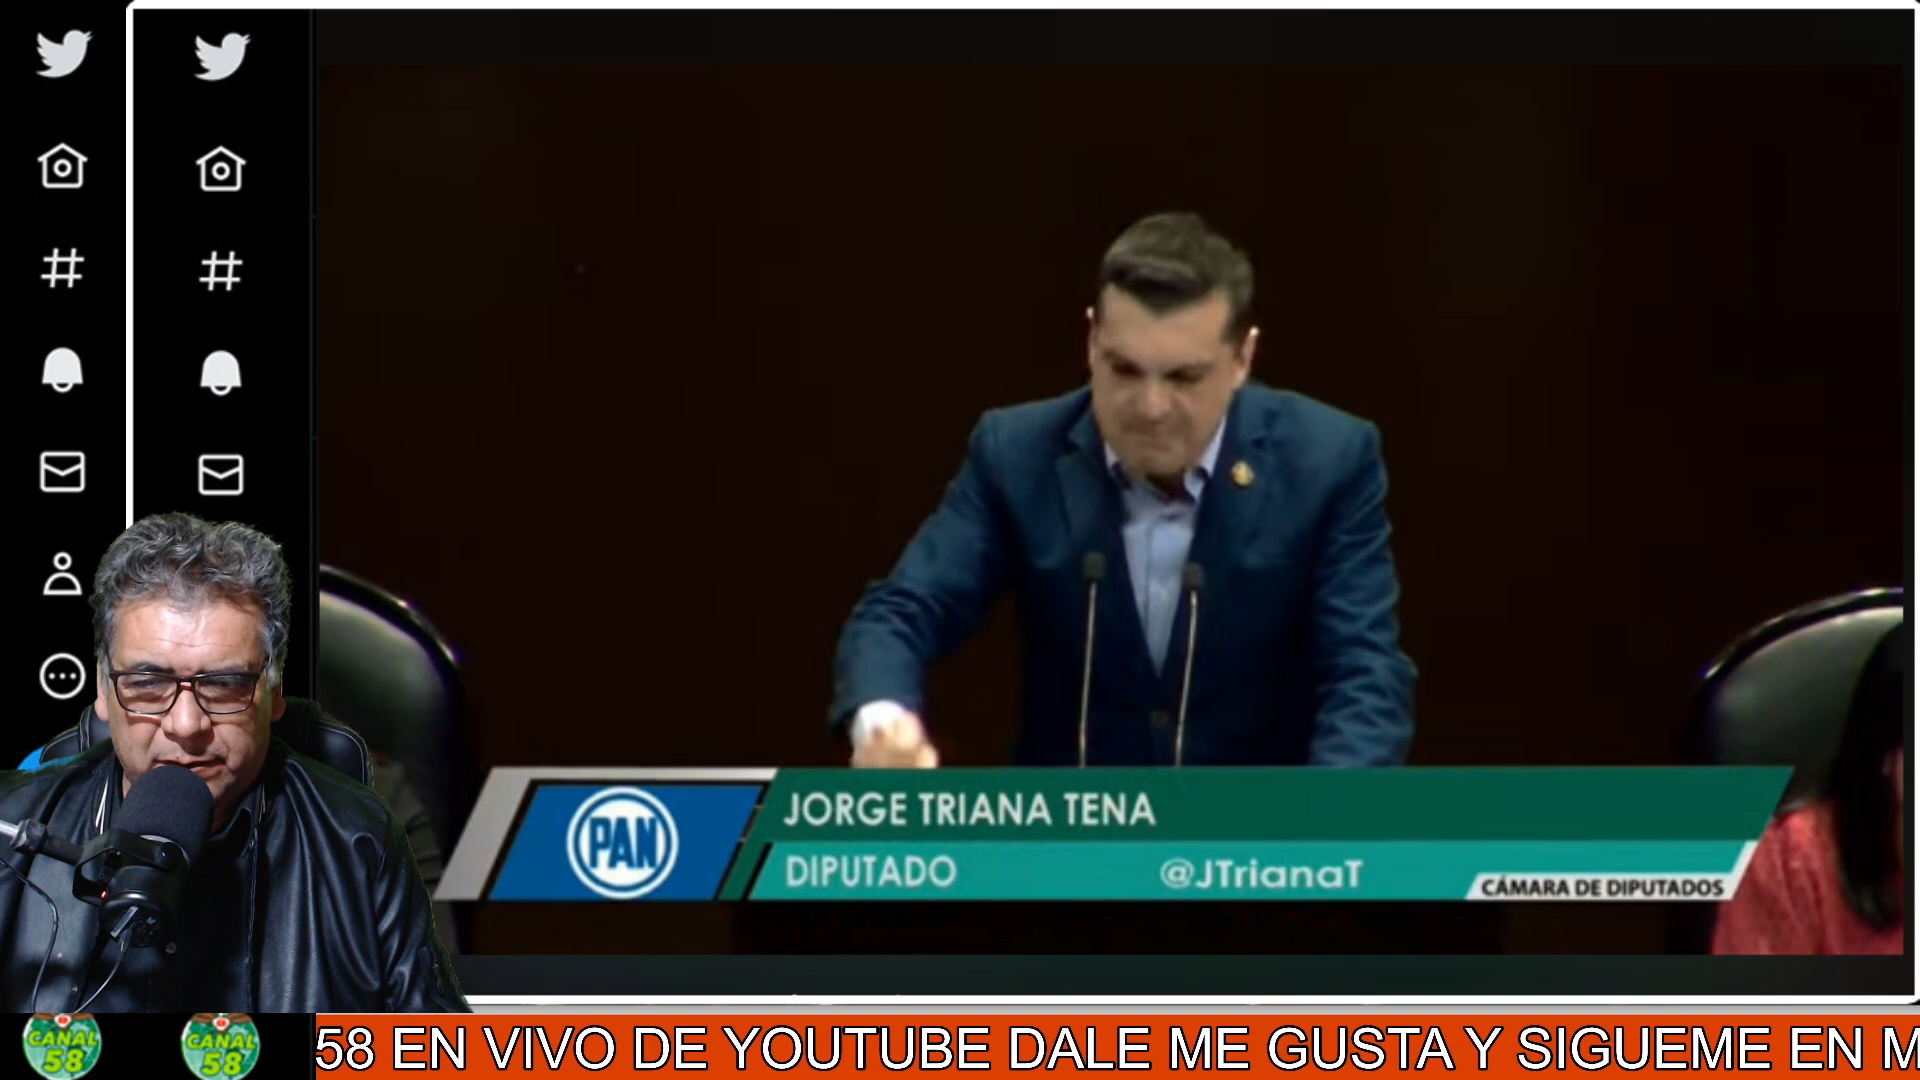 PAN
JORGE TRIANA TENA
DIPUTADO
@JTrianaT
CÁMARA DE DIPUTADOS
CANAL
58
CANAL
58
58 EN VIVO DE YOUTUBE DALE ME GUSTA Y SIGUEME EN M